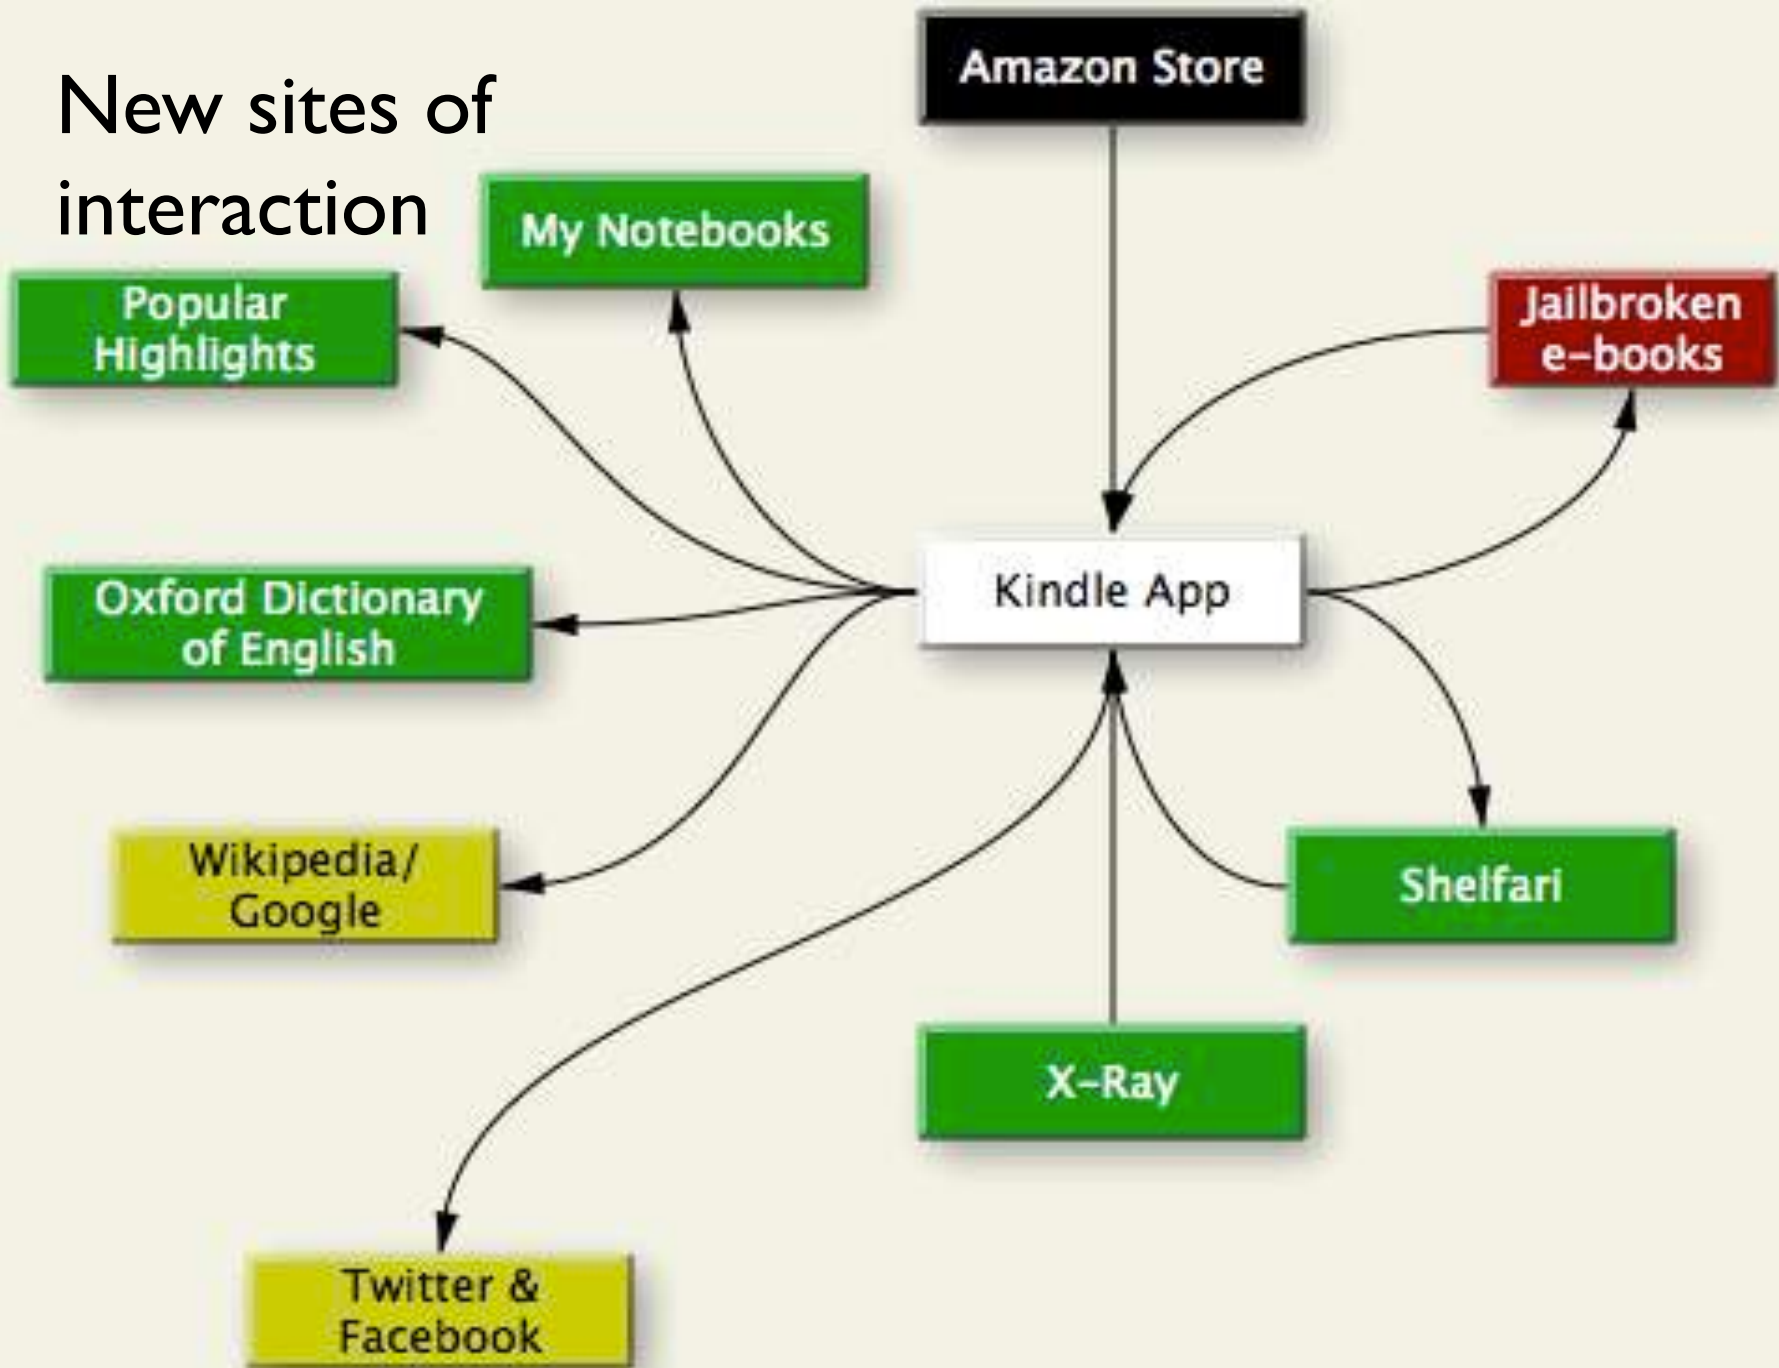 New sites of
interaction
Amazon Store
My Notebooks
Popular
Highlights
Jailbroken
e-books
Oxford Dictionary
of English
Kindle App
Wikipedia/
Google
Shelfari
X-Ray
Twitter &
Facebook